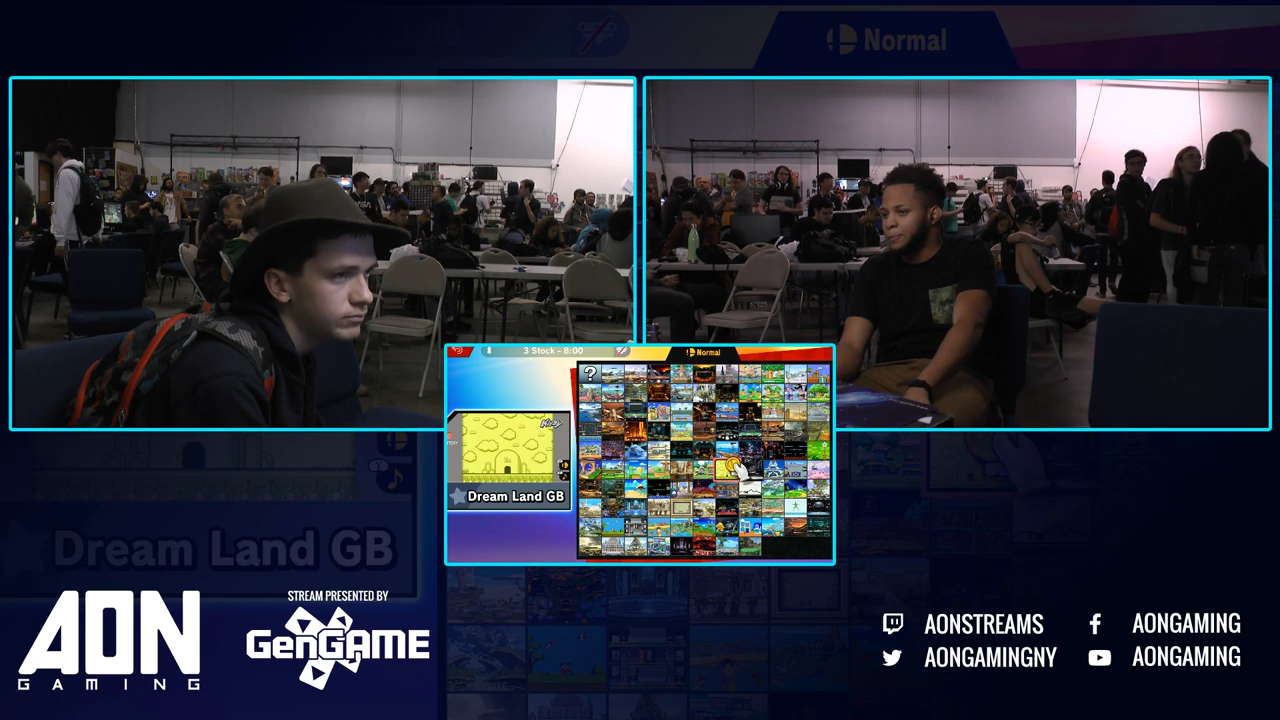 Normal
3 Stock - 8:00
Normal
?
Kirby
Dream Land GB
Dream Land GB
AON
GAMING
STREAM PRESENTED BY
GENGAME
AONSTREAMS
AONGAMING
AONGAMINGNY
AONGAMING